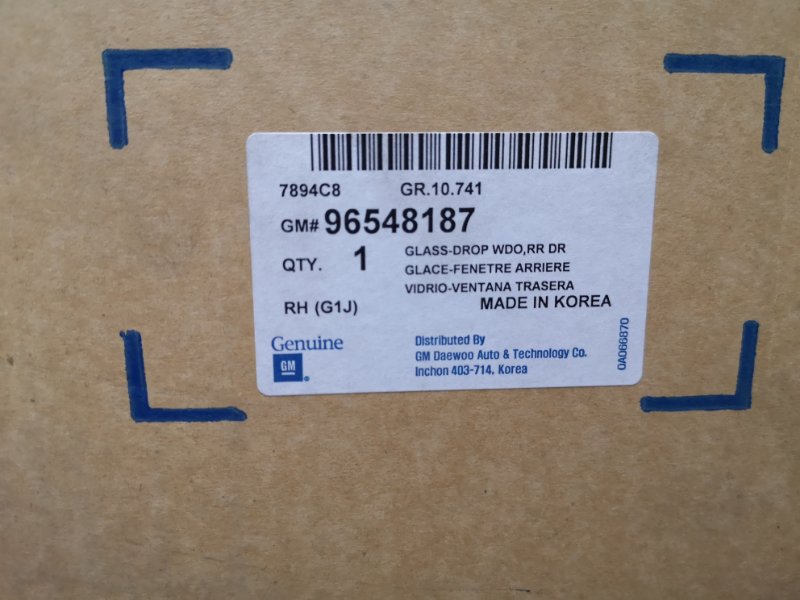 7894C8 GR.10.741
GM# 96548187
QTY. 1 GLASS-DROP WDO,RR DR
GLACE-FENETRE ARRIERE
VIDRIO-VENTANA TRASERA
RH (G1J) MADE IN KOREA
Genuine
GM
Distributed By
GM Daewoo Auto & Technology Co.
Inchon 403-714, Korea
0A066870